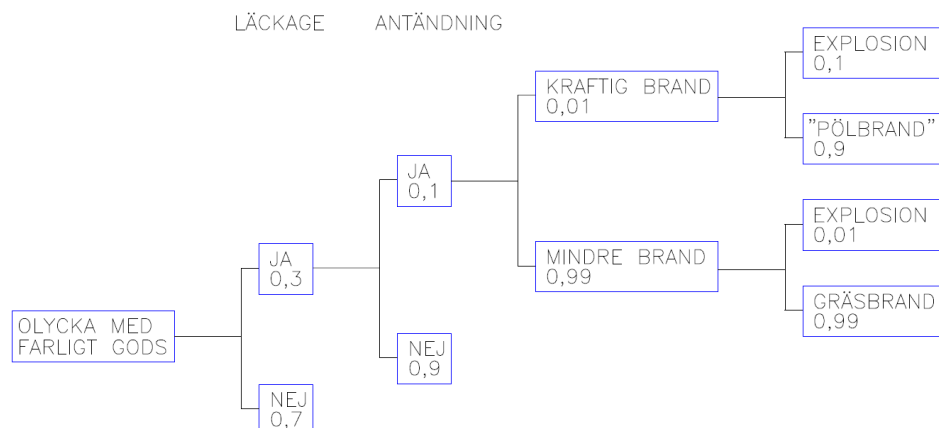 LÄCKAGE ANTÄNDNING
EXPLOSION
0,1
KRAFTIG BRAND
0,01
"PÖLBRAND"
0,9
JA
0,1
EXPLOSION
0,01
JA
0,3
MINDRE BRAND
0,99
GRÄSBRAND
0,99
OLYCKA MED
FARLIGT GODS
NEJ
0,9
NEJ
0,7